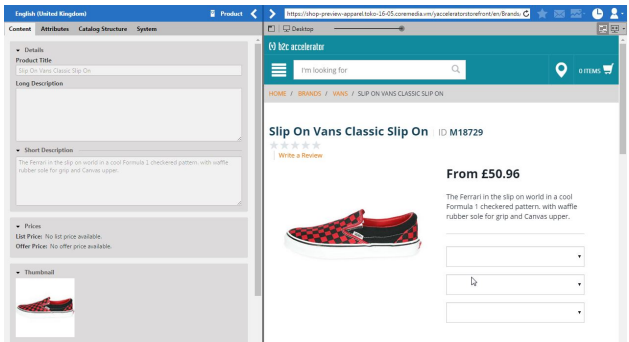 English (United Kingdom)
Product
Content Attributes Catalog Structure System
Details
Product Title
Slip On Vans Classic Slip On
Long Description
Short Description
The Ferrari in the slip on world in a cool Formula 1 checkered pattern. with waffle
rubber sole for grip and Canvas upper.
Prices
List Price: No list price available.
Offer Price: No offer price available.
Thumbnail
https://shop-preview-apparel.toko-16-05.coremedia.vm/yacceleratorstorefront/en/Brands/
Desktop
b2c accelerator
I'm looking for
0 ITEMS
HOME / BRANDS / VANS / SLIP ON VANS CLASSIC SLIP ON
Slip On Vans Classic Slip On | ID M18729
Write a Review
From £50.96
The Ferrari in the slip on world in a cool
Formula 1 checkered pattern. with waffle
rubber sole for grip and Canvas upper.